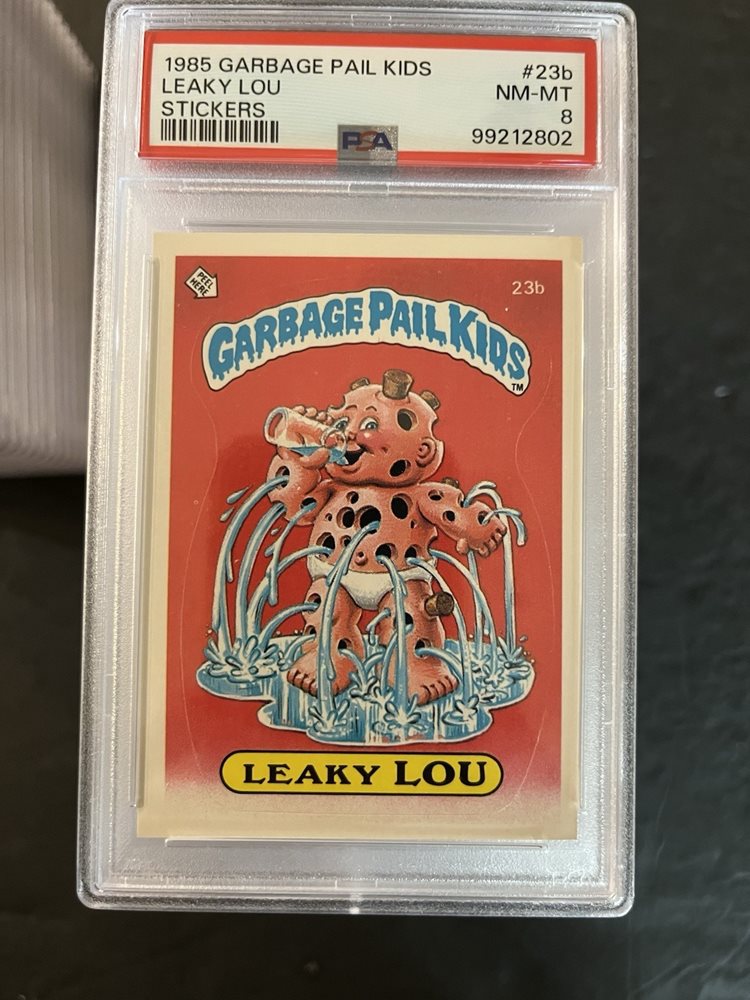 1985 GARBAGE PAIL KIDS #23b
LEAKY LOU NM-MT
STICKERS 8
PSA 99212802
PEEL
HERE
23b
GARBAGE PAIL KIDS
TM
LEAKY LOU